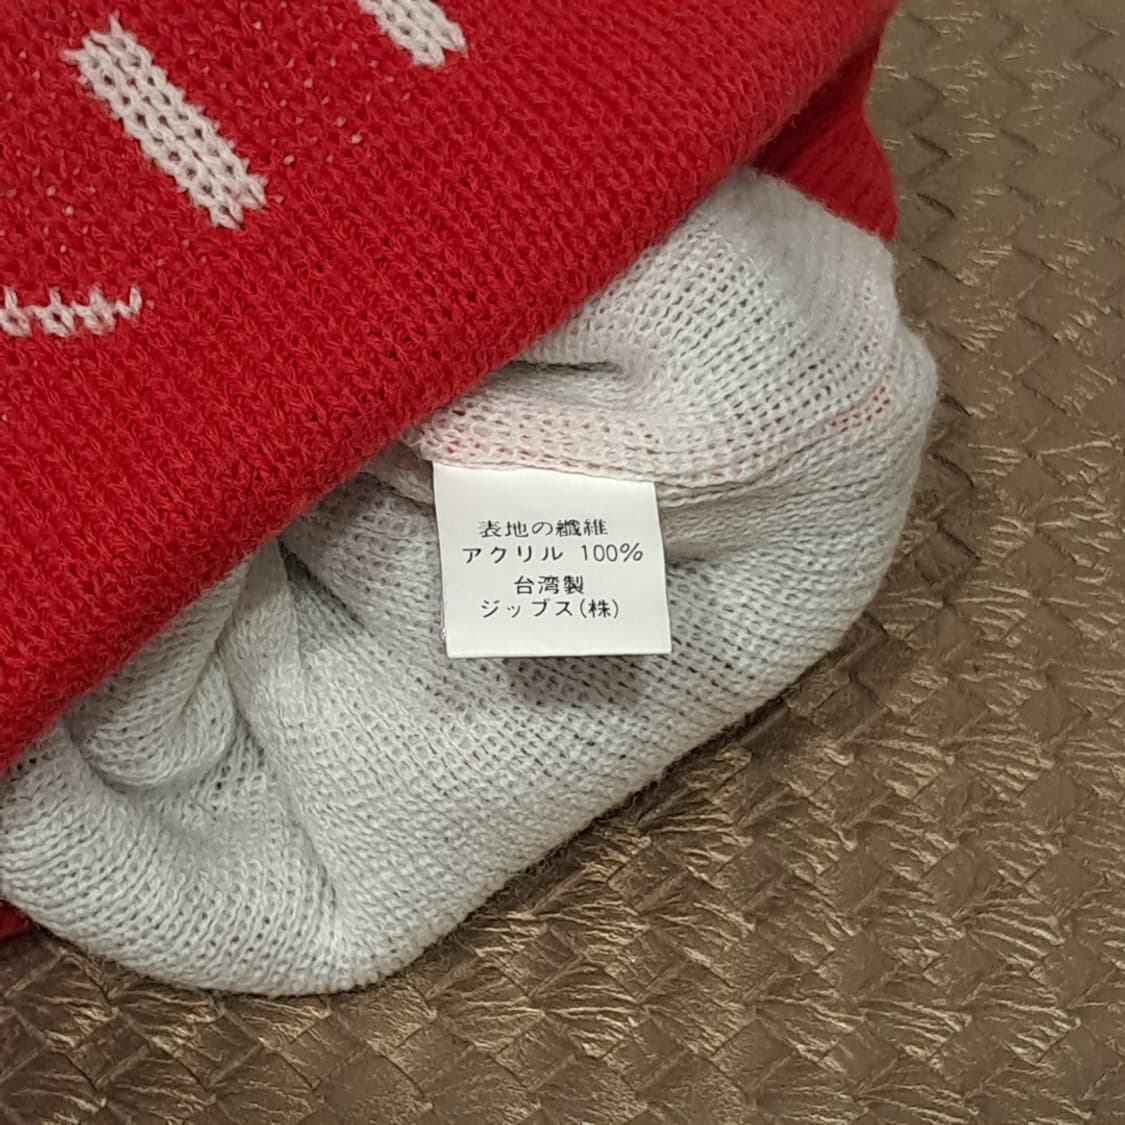 表地の繊維
アクリル 100%
台湾製
ジップス(株)